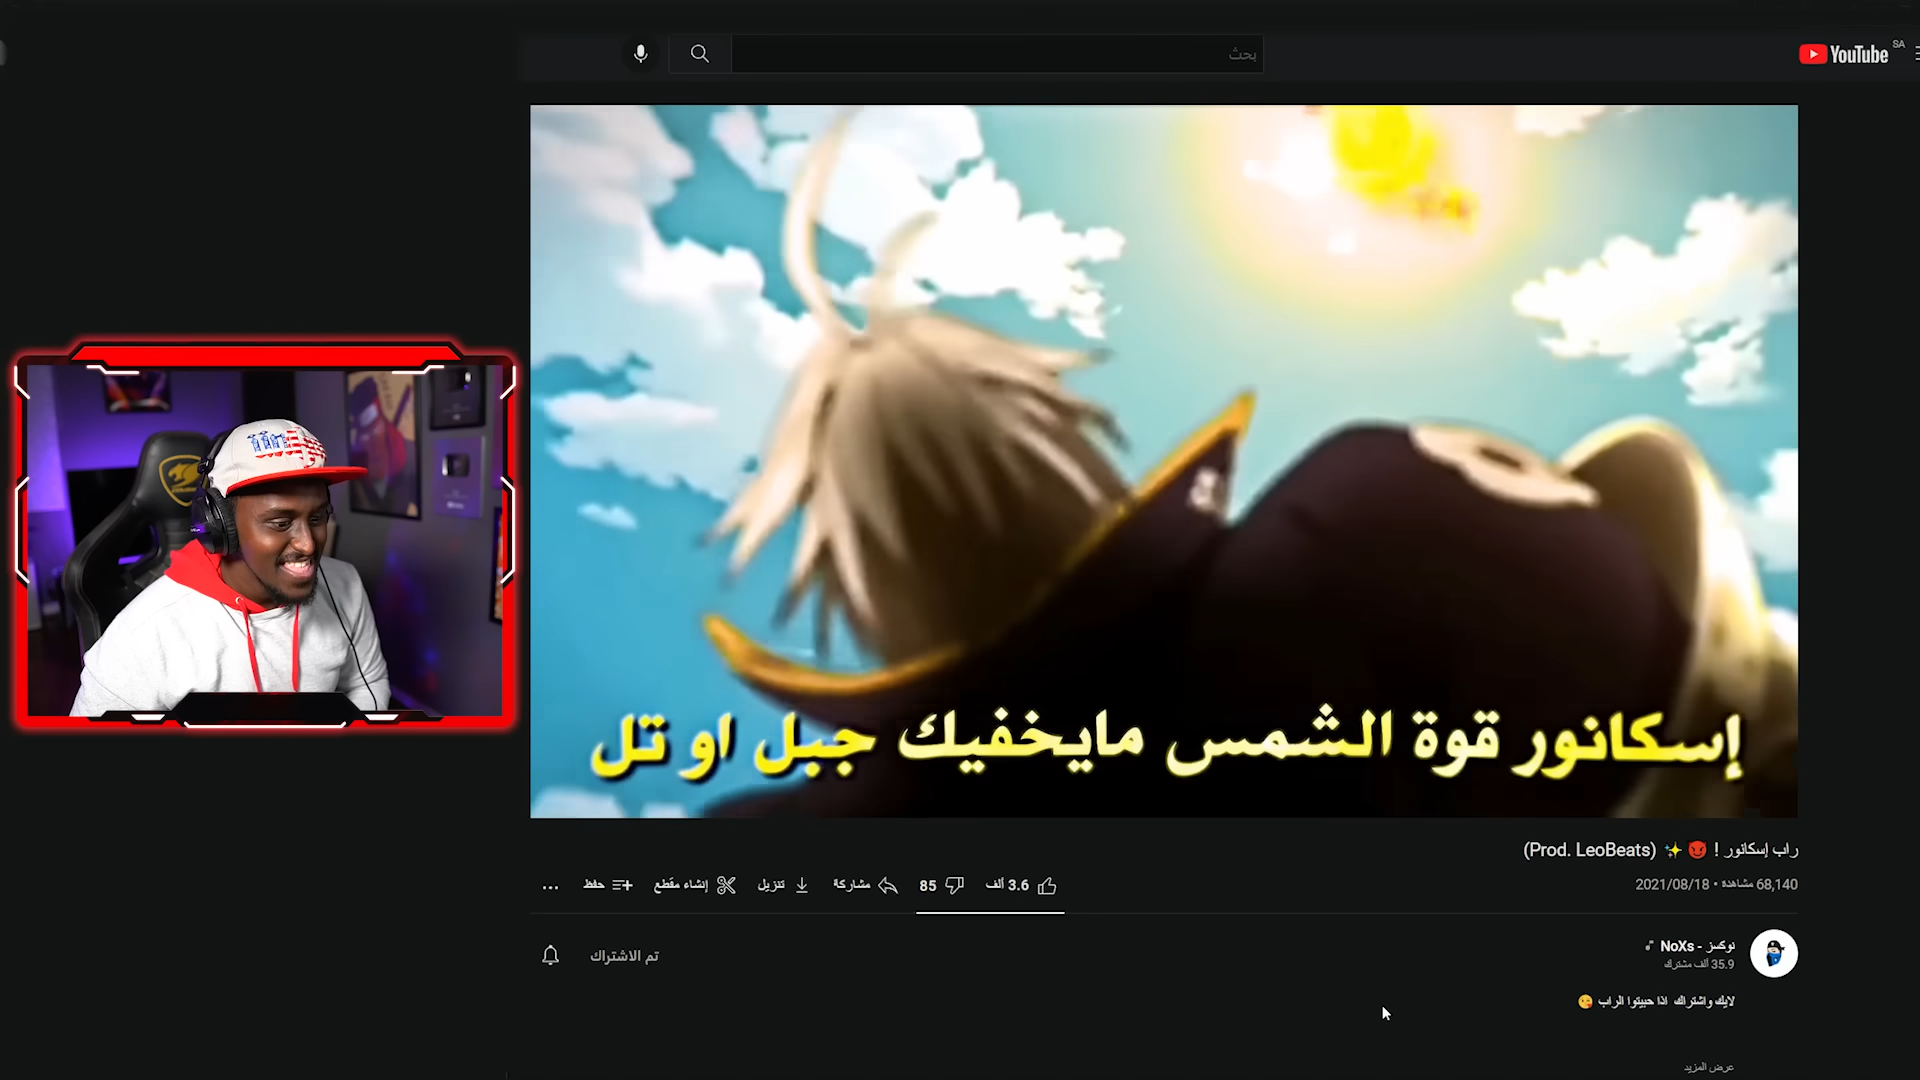 YouTube SA
بحث
إسكانور قوة الشمس مايخفيك جبل او تل
راب إسكانور ! 😈 ✨ (Prod. LeoBeats)
68,140 مشاهدة • 2021/08/18
3.6 ألف
85
مشاركة
تنزيل
إنشاء مقطع
حفظ
...
نوكسز - NoXs
35.9 ألف مشترك
تم الاشتراك
لايك واشتراك اذا حبيتوا الراب 😘
عرض المزيد